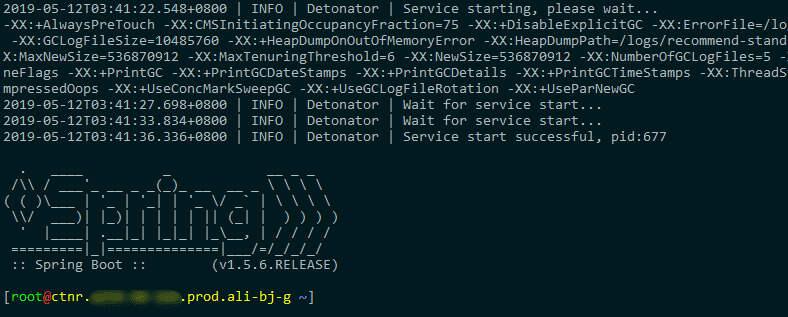 2019-05-12T03:41:22.548+0800 | INFO | Detonator | Service starting, please wait...
-XX:+AlwaysPreTouch -XX:CMSInitiatingOccupancyFraction=75 -XX:+DisableExplicitGC -XX:ErrorFile=/lo
-XX:GCLogFileSize=10485760 -XX:+HeapDumpOnOutOfMemoryError -XX:HeapDumpPath=/logs/recommend-stand
X:MaxNewSize=536870912 -XX:MaxTenuringThreshold=6 -XX:NewSize=536870912 -XX:NumberOfGCLogFiles=5 -
neFlags -XX:+PrintGC -XX:+PrintGCDateStamps -XX:+PrintGCDetails -XX:+PrintGCTimeStamps -XX:ThreadS
mpressedOops -XX:+UseConcMarkSweepGC -XX:+UseGCLogFileRotation -XX:+UseParNewGC
2019-05-12T03:41:27.698+0800 | INFO | Detonator | Wait for service start...
2019-05-12T03:41:33.834+0800 | INFO | Detonator | Wait for service start...
2019-05-12T03:41:36.336+0800 | INFO | Detonator | Service start successful, pid:677
Spring
:: Spring Boot :: (v1.5.6.RELEASE)
[root@ctnr. .prod.ali-bj-g ~]